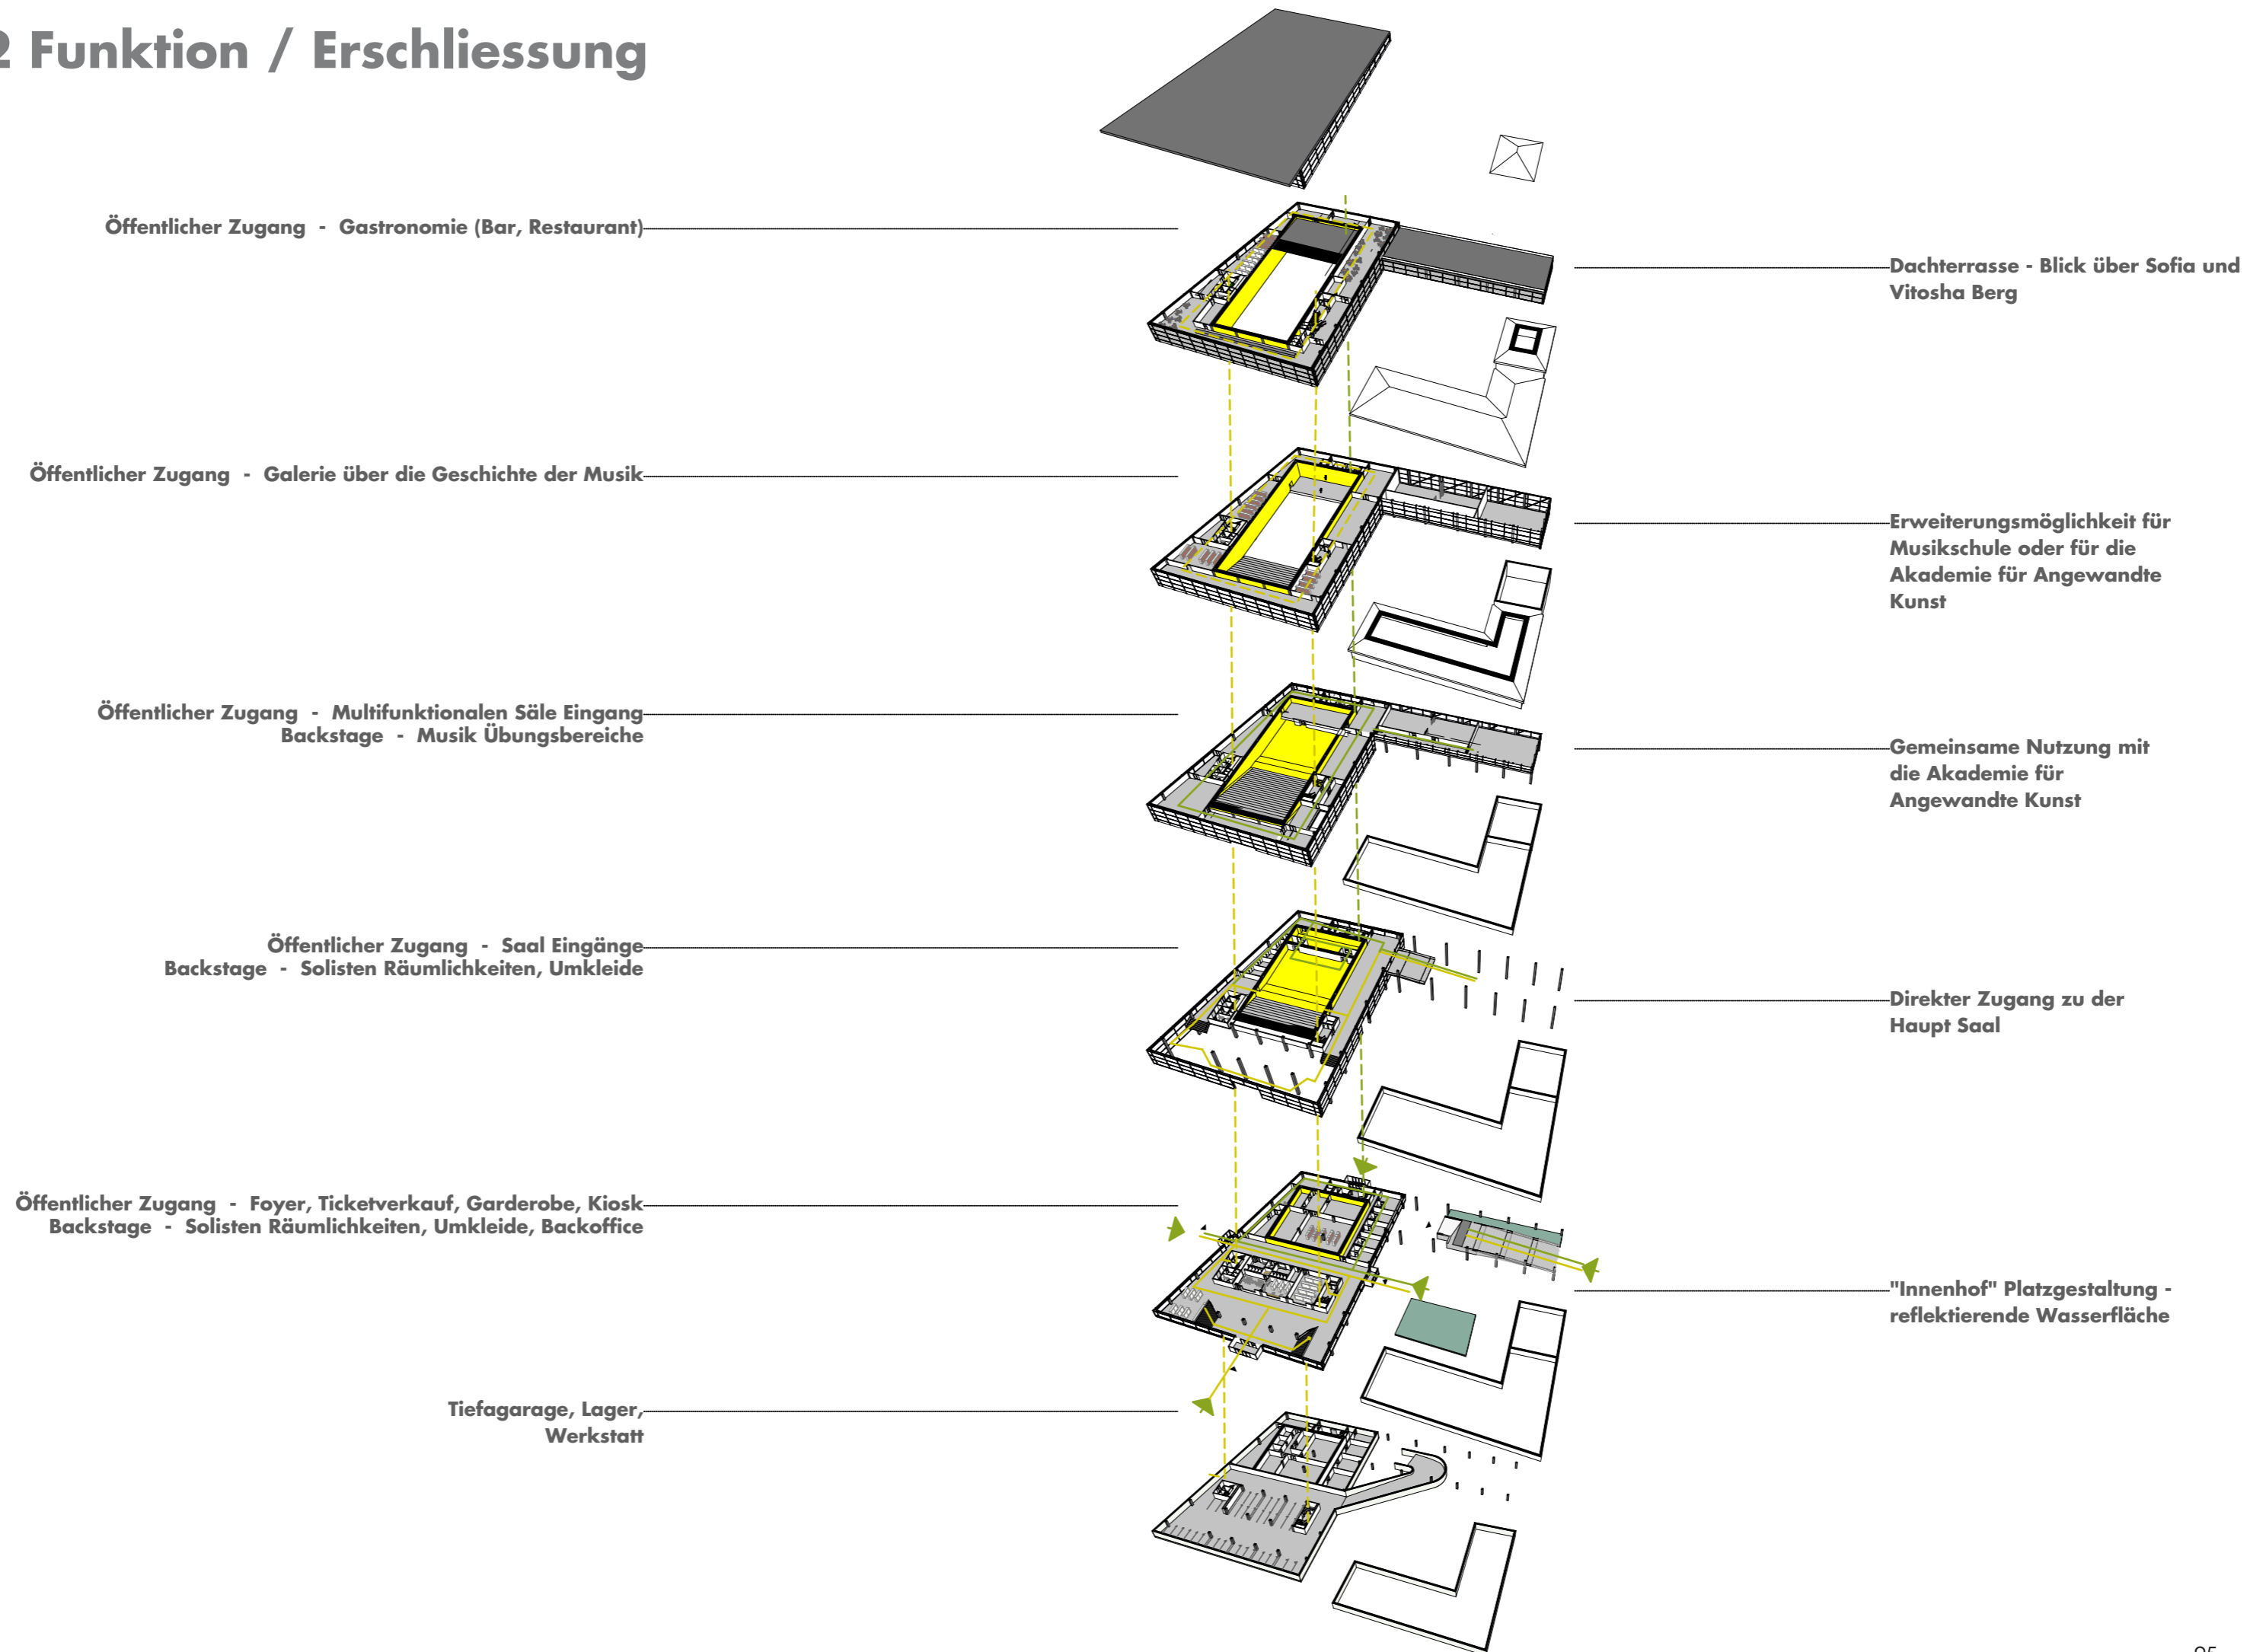 2 Funktion / Erschliessung
Öffentlicher Zugang - Gastronomie (Bar, Restaurant)
Dachterrasse - Blick über Sofia und
Vitosha Berg
Öffentlicher Zugang - Galerie über die Geschichte der Musik
Erweiterungsmöglichkeit für
Musikschule oder für die
Akademie für Angewandte
Kunst
Öffentlicher Zugang - Multifunktionalen Säle Eingang
Backstage - Musik Übungsbereiche
Gemeinsame Nutzung mit
die Akademie für
Angewandte Kunst
Öffentlicher Zugang - Saal Eingänge
Backstage - Solisten Räumlichkeiten, Umkleide
Direkter Zugang zu der
Haupt Saal
Öffentlicher Zugang - Foyer, Ticketverkauf, Garderobe, Kiosk
Backstage - Solisten Räumlichkeiten, Umkleide, Backoffice
"Innenhof" Platzgestaltung -
reflektierende Wasserfläche
Tiefagarage, Lager,
Werkstatt